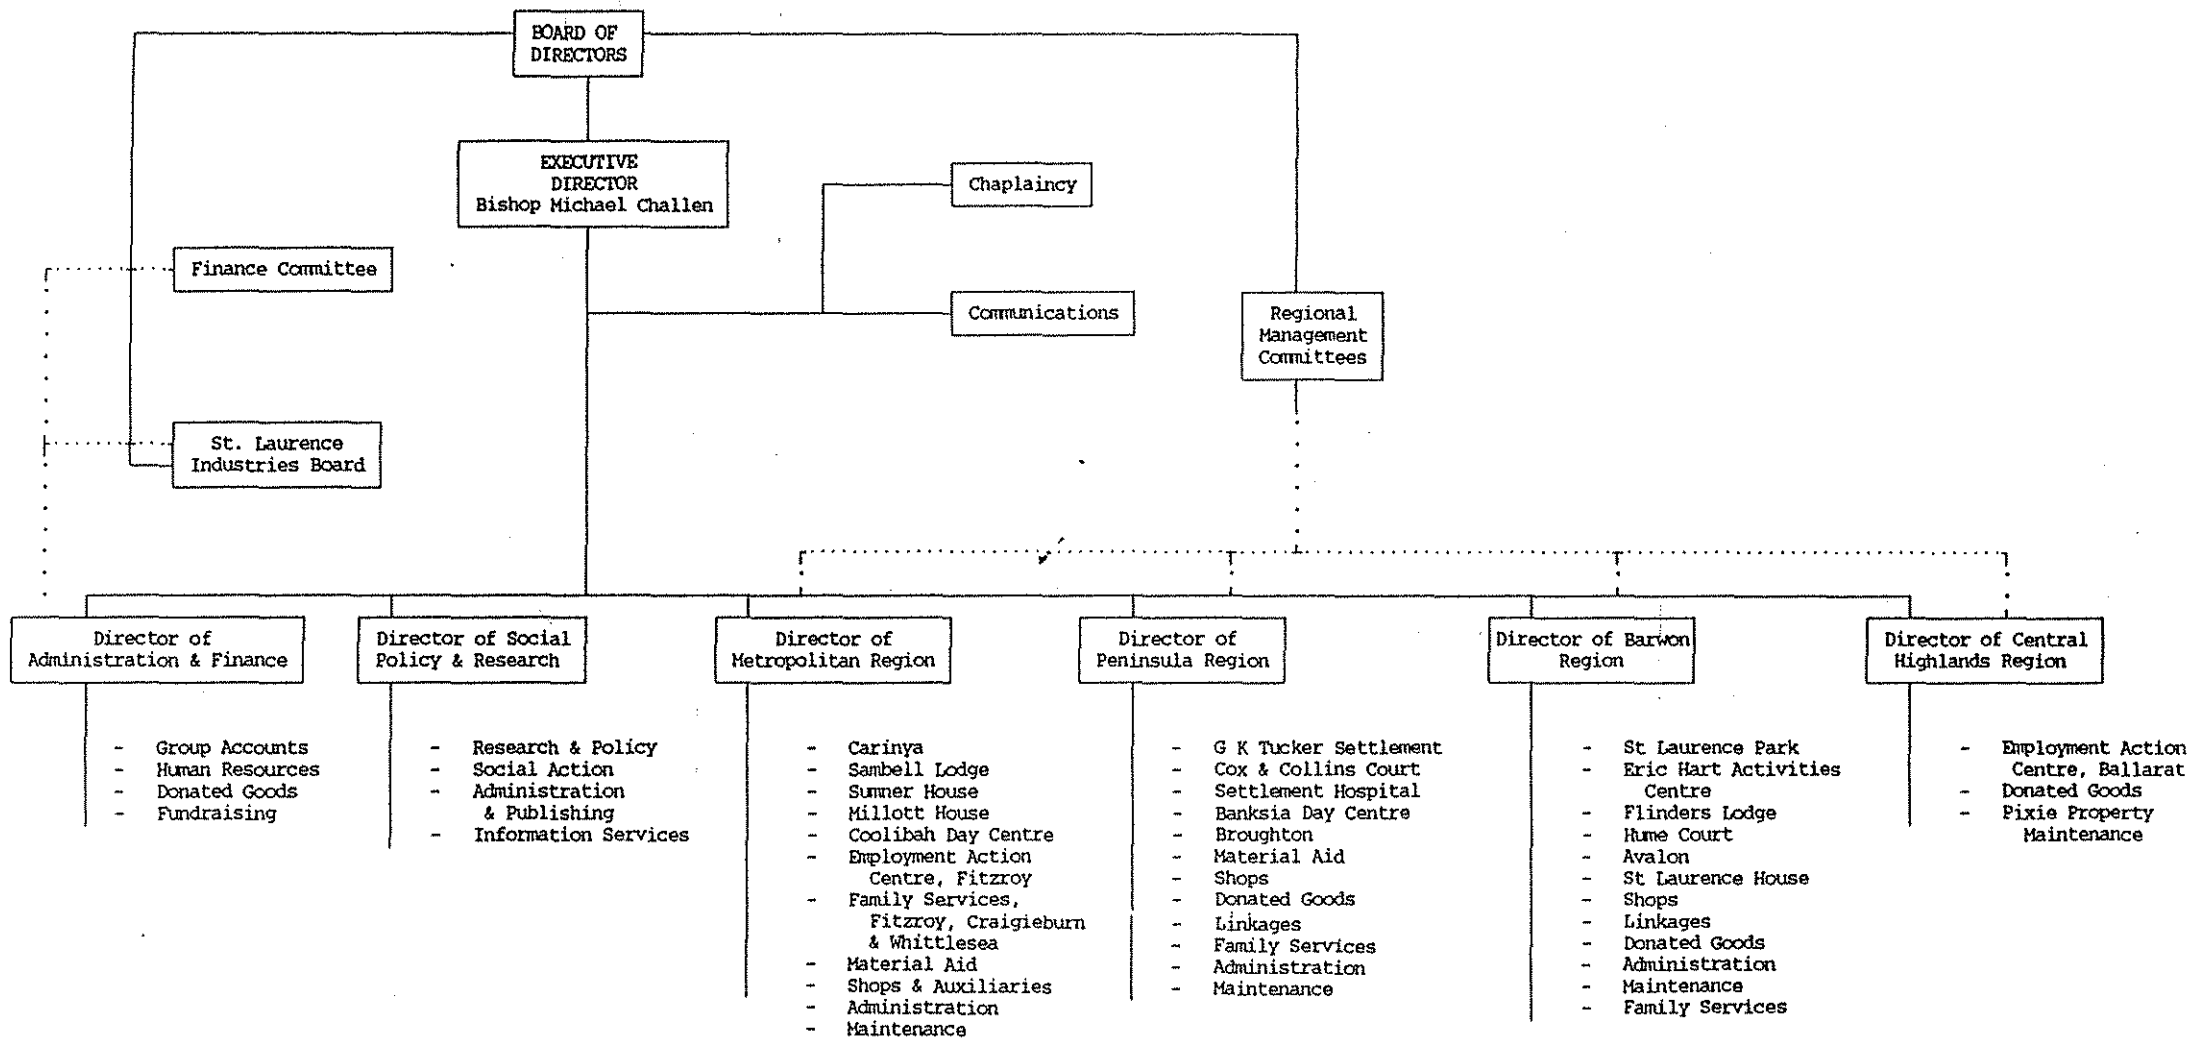 BOARD OF
DIRECTORS
EXECUTIVE
DIRECTOR
Bishop Michael Challen
Chaplaincy
Finance Committee
Communications
Regional
Management
Committees
St. Laurence
Industries Board
Director of
Administration & Finance
- Group Accounts
- Human Resources
- Donated Goods
- Fundraising
Director of Social
Policy & Research
- Research & Policy
- Social Action
- Administration
& Publishing
- Information Services
Director of
Metropolitan Region
- Carinya
- Sambell Lodge
- Sumner House
- Millott House
- Coolibah Day Centre
- Employment Action
Centre, Fitzroy
- Family Services,
Fitzroy, Craigieburn
& Whittlesea
- Material Aid
- Shops & Auxiliaries
- Administration
- Maintenance
Director of
Peninsula Region
- G K Tucker Settlement
- Cox & Collins Court
- Settlement Hospital
- Banksia Day Centre
- Broughton
- Material Aid
- Shops
- Donated Goods
- Linkages
- Family Services
- Administration
- Maintenance
Director of Barwon
Region
- St Laurence Park
- Eric Hart Activities
Centre
- Flinders Lodge
- Hume Court
- Avalon
- St Laurence House
- Shops
- Linkages
- Donated Goods
- Administration
- Maintenance
- Family Services
Director of Central
Highlands Region
- Employment Action
Centre, Ballarat
- Donated Goods
- Pixie Property
Maintenance